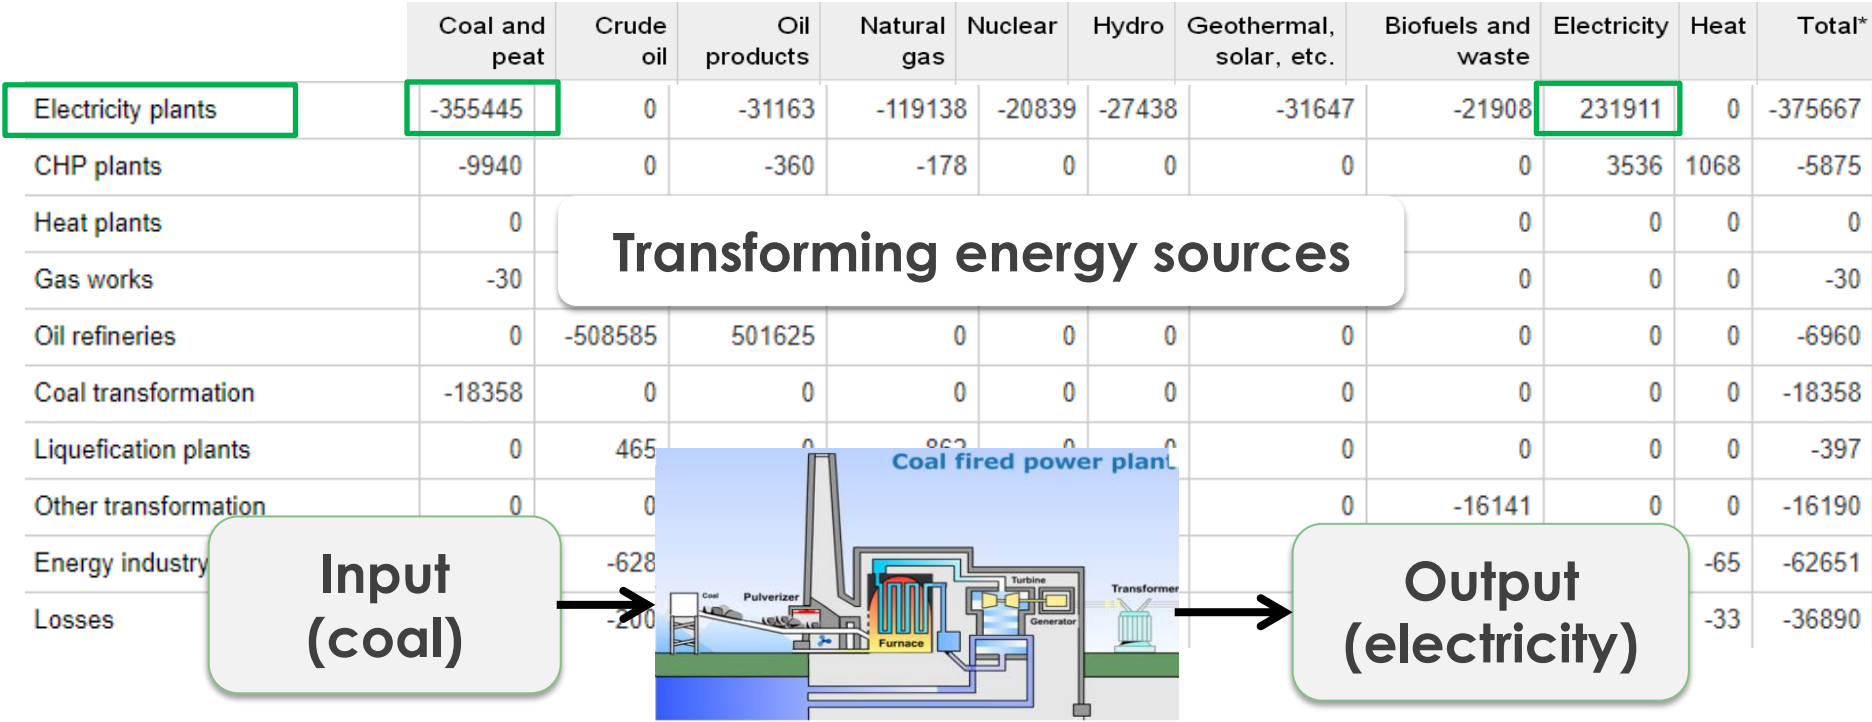 Coal and peat Crude oil Oil products Natural gas Nuclear Hydro Geothermal, solar, etc. Biofuels and waste Electricity Heat Total*
Electricity plants -355445 0 -31163 -119138 -20839 -27438 -31647 -21908 231911 0 -375667
CHP plants -9940 0 -360 -178 0 0 0 0 3536 1068 -5875
Heat plants 0 0 0 0 0
Transforming energy sources
Gas works -30 0 0 0 -30
Oil refineries 0 -508585 501625 0 0 0 0 0 0 0 -6960
Coal transformation -18358 0 0 0 0 0 0 0 0 0 -18358
Liquefication plants 0 465 0 0 0 0 0 0 -397
Coal fired power plant
Other transformation 0 0 0 -16141 0 0 -16190
Energy industry -628 -65 -62651
Losses -33 -36890
Input
(coal)
Coal
Pulverizer
Furnace
Turbine
Generator
Transformer
Output
(electricity)